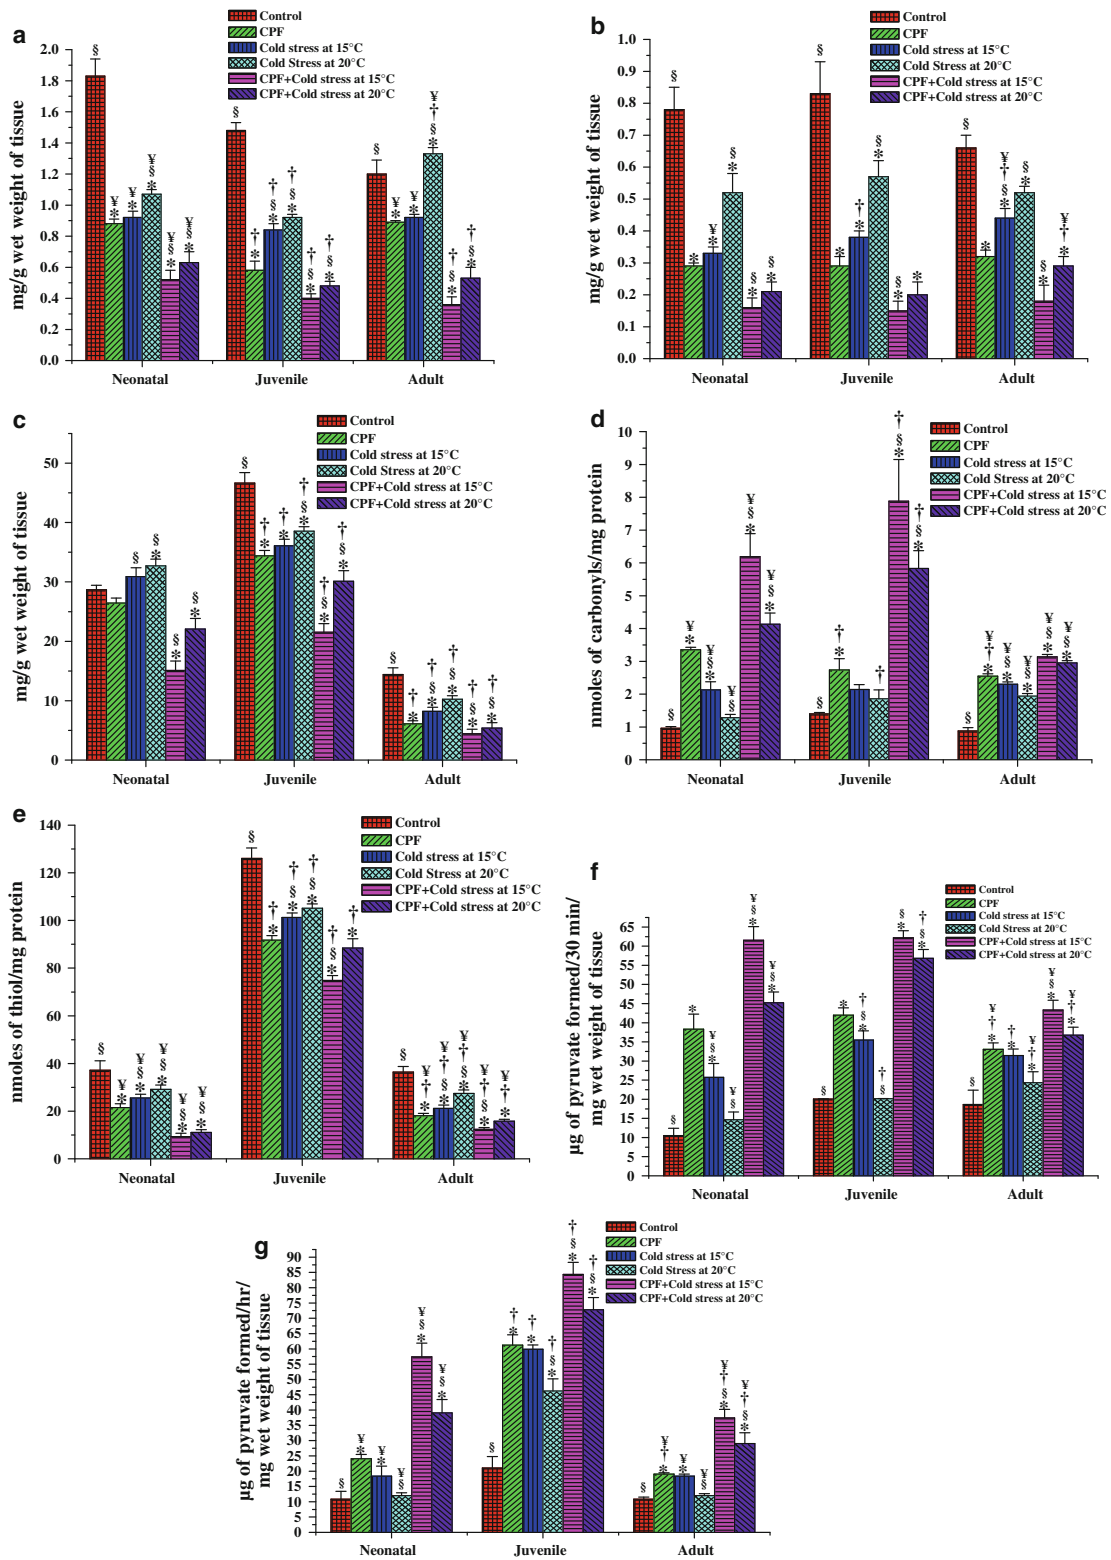 a
Control
CPF
Cold stress at 15°C
Cold Stress at 20°C
CPF+Cold stress at 15°C
CPF+Cold stress at 20°C
mg/g wet weight of tissue
2.0
1.8
1.6
1.4
1.2
1.0
0.8
0.6
0.4
0.2
0.0
Neonatal Juvenile Adult
b
Control
CPF
Cold stress at 15°C
Cold Stress at 20°C
CPF+Cold stress at 15°C
CPF+Cold stress at 20°C
mg/g wet weight of tissue
1.0
0.9
0.8
0.7
0.6
0.5
0.4
0.3
0.2
0.1
0.0
Neonatal Juvenile Adult
c
Control
CPF
Cold stress at 15°C
Cold Stress at 20°C
CPF+Cold stress at 15°C
CPF+Cold stress at 20°C
mg/g wet weight of tissue
50
40
30
20
10
0
Neonatal Juvenile Adult
d
Control
CPF
Cold stress at 15°C
Cold Stress at 20°C
CPF+Cold stress at 15°C
CPF+Cold stress at 20°C
nmoles of carbonyls/mg protein
10
9
8
7
6
5
4
3
2
1
0
Neonatal Juvenile Adult
e
Control
CPF
Cold stress at 15°C
Cold Stress at 20°C
CPF+Cold stress at 15°C
CPF+Cold stress at 20°C
nmoles of thiol/mg protein
140
120
100
80
60
40
20
0
Neonatal Juvenile Adult
f
Control
CPF
Cold stress at 15°C
Cold Stress at 20°C
CPF+Cold stress at 15°C
CPF+Cold stress at 20°C
µg of pyruvate formed/30 min/
mg wet weight of tissue
65
60
55
50
45
40
35
30
25
20
15
10
5
0
Neonatal Juvenile Adult
g
Control
CPF
Cold stress at 15°C
Cold Stress at 20°C
CPF+Cold stress at 15°C
CPF+Cold stress at 20°C
µg of pyruvate formed/hr/
mg wet weight of tissue
90
85
80
75
70
65
60
55
50
45
40
35
30
25
20
15
10
5
0
Neonatal Juvenile Adult